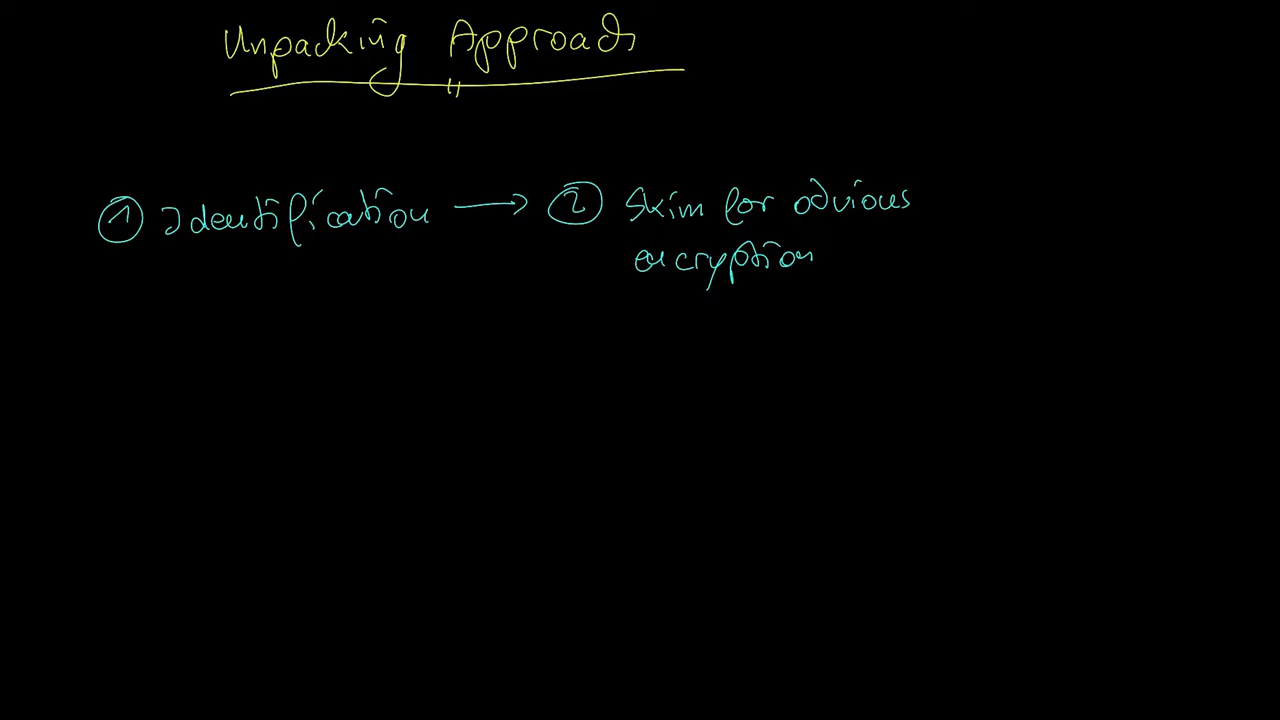 Unpacking Approach
① Identification → ② Skim for obvious
encryption